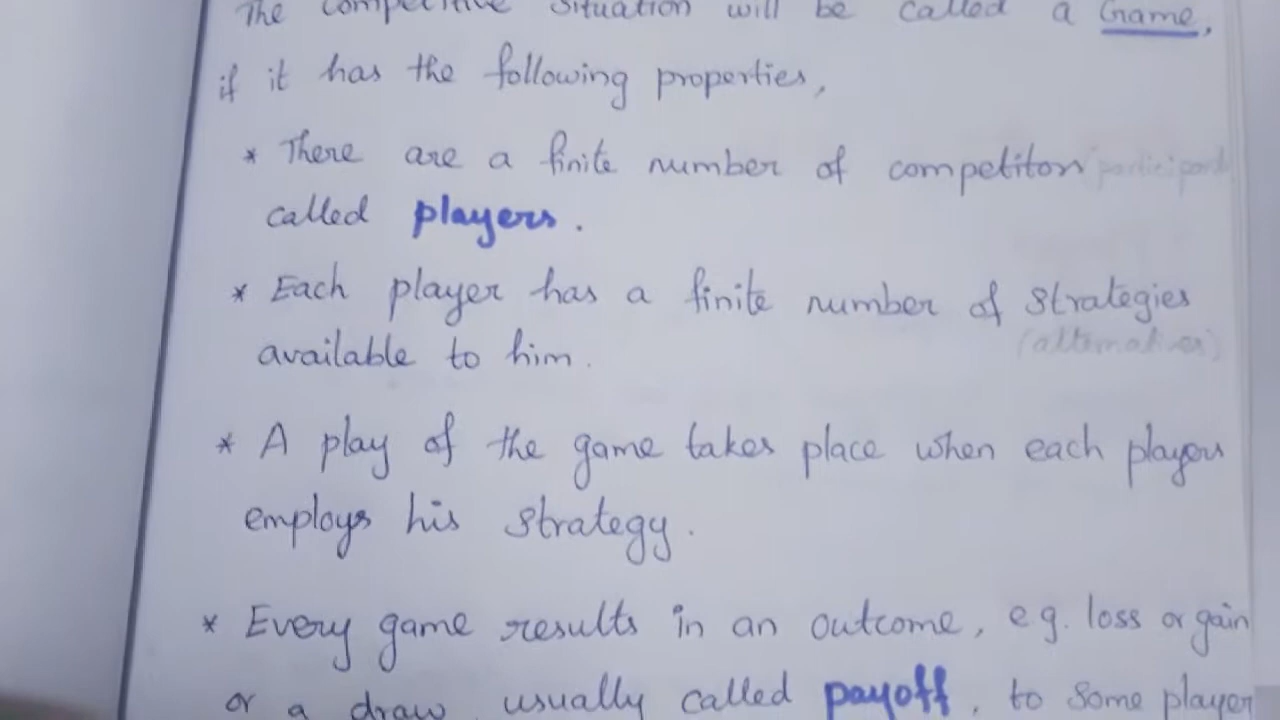 The competitive situation will be called a Game,
if it has the following properties,
* There are a finite number of competitors
called players.
* Each player has a finite number of strategies
(alternatives)
available to him.
* A play of the game takes place when each players
employs his strategy.
* Every game results in an outcome, e.g. loss or gain
or a draw, usually called payoff, to some player